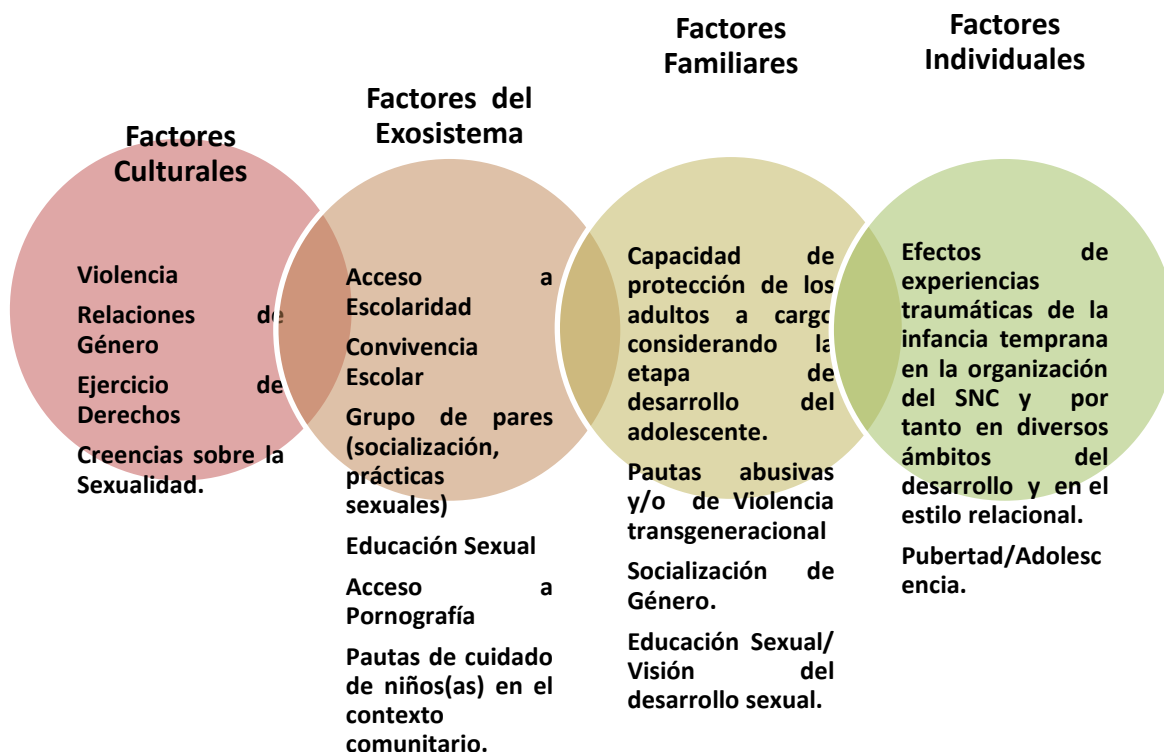 Factores
Culturales
Violencia
Relaciones de
Género
Ejercicio de
Derechos
Creencias sobre la
Sexualidad.
Factores del
Exosistema
Acceso a
Escolaridad
Convivencia
Escolar
Grupo de pares
(socialización,
prácticas
sexuales)
Educación Sexual
Acceso a
Pornografía
Pautas de cuidado
de niños(as) en el
contexto
comunitario.
Factores
Familiares
Capacidad de
protección de los
adultos a cargo
considerando la
etapa de
desarrollo del
adolescente.
Pautas abusivas
y/o de Violencia
transgeneracional
Socialización de
Género.
Educación Sexual/
Visión del
desarrollo sexual.
Factores
Individuales
Efectos de
experiencias
traumáticas de la
infancia temprana
en la organización
del SNC y por
tanto en diversos
ámbitos del
desarrollo y en el
estilo relacional.
Pubertad/Adolesc
encia.